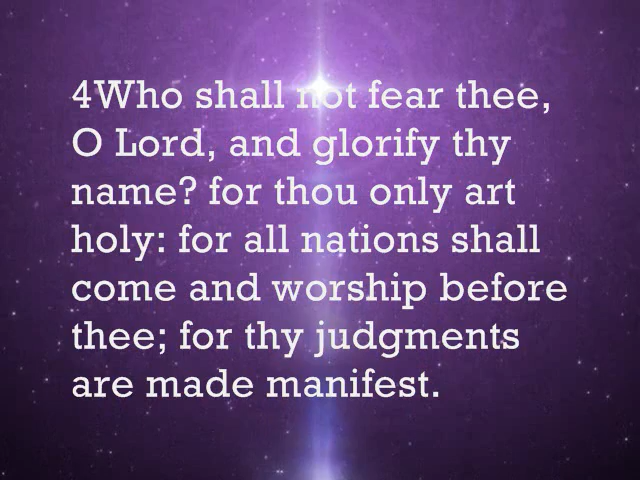 4Who shall not fear thee,
O Lord, and glorify thy
name? for thou only art
holy: for all nations shall
come and worship before
thee; for thy judgments
are made manifest.